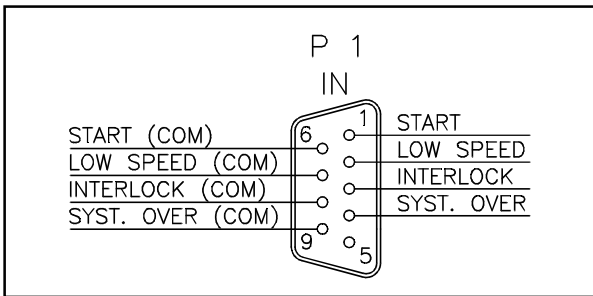 P 1
IN
1
START
6
START (COM)
LOW SPEED
LOW SPEED (COM)
INTERLOCK
INTERLOCK (COM)
SYST. OVER
SYST. OVER (COM)
9
5